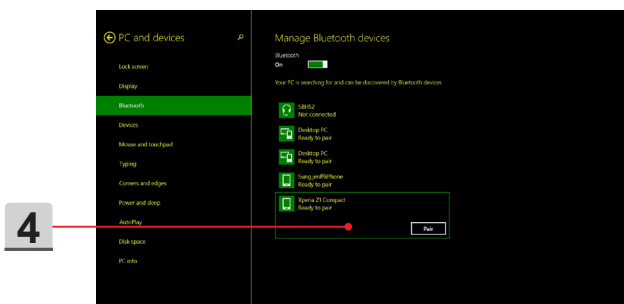 PC and devices
Lock screen
Display
Bluetooth
Devices
Mouse and touchpad
Typing
Corners and edges
Power and sleep
AutoPlay
Disk space
PC info
Manage Bluetooth devices
Bluetooth
On
Your PC is searching for and can be discovered by Bluetooth devices
SBH52
Not connected
Desktop PC
Ready to pair
Desktop PC
Ready to pair
Ready to pair
Xperia Z1 Compact
Ready to pair
Pair
4